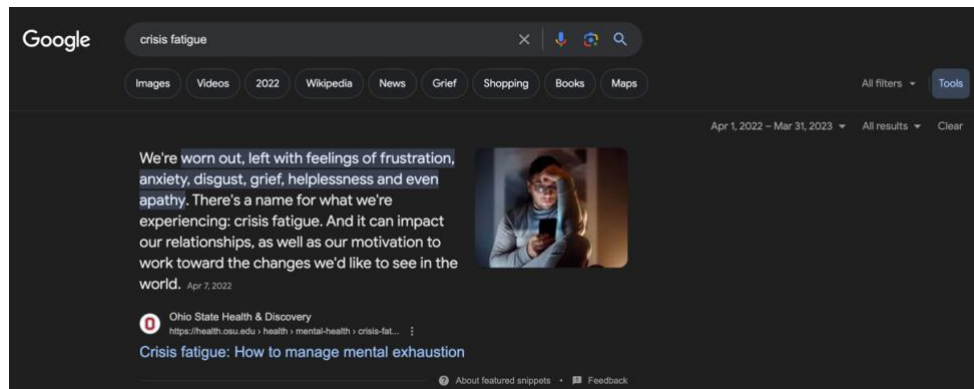 Google
crisis fatigue
Images Videos 2022 Wikipedia News Grief Shopping Books Maps All filters Tools
Apr 1, 2022 – Mar 31, 2023 All results Clear
We're worn out, left with feelings of frustration,
anxiety, disgust, grief, helplessness and even
apathy. There's a name for what we're
experiencing: crisis fatigue. And it can impact
our relationships, as well as our motivation to
work toward the changes we'd like to see in the
world. Apr 7, 2022
Ohio State Health & Discovery
https://health.osu.edu › health › mental-health › crisis-fat...
Crisis fatigue: How to manage mental exhaustion
About featured snippets • Feedback